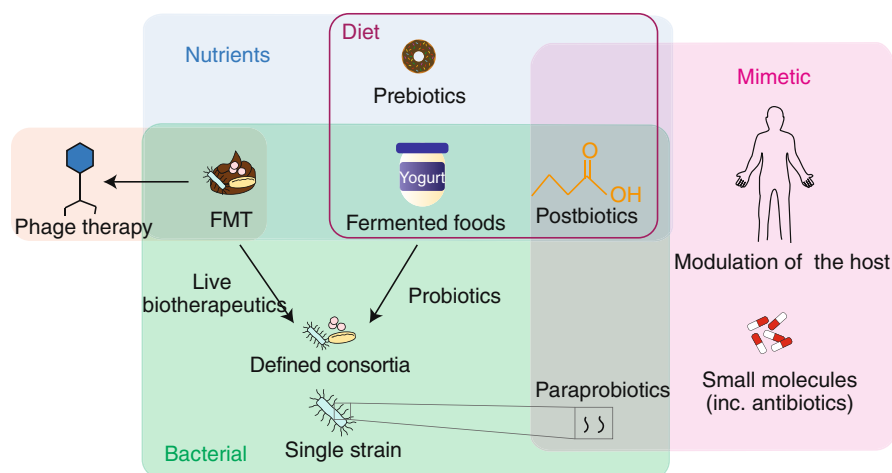 Diet
Nutrients
Mimetic
Prebiotics
Yogurt
O
OH
Phage therapy
FMT
Fermented foods
Postbiotics
Modulation of the host
Live
biotherapeutics
Probiotics
Defined consortia
Paraprobiotics
Small molecules
(inc. antibiotics)
Single strain
Bacterial